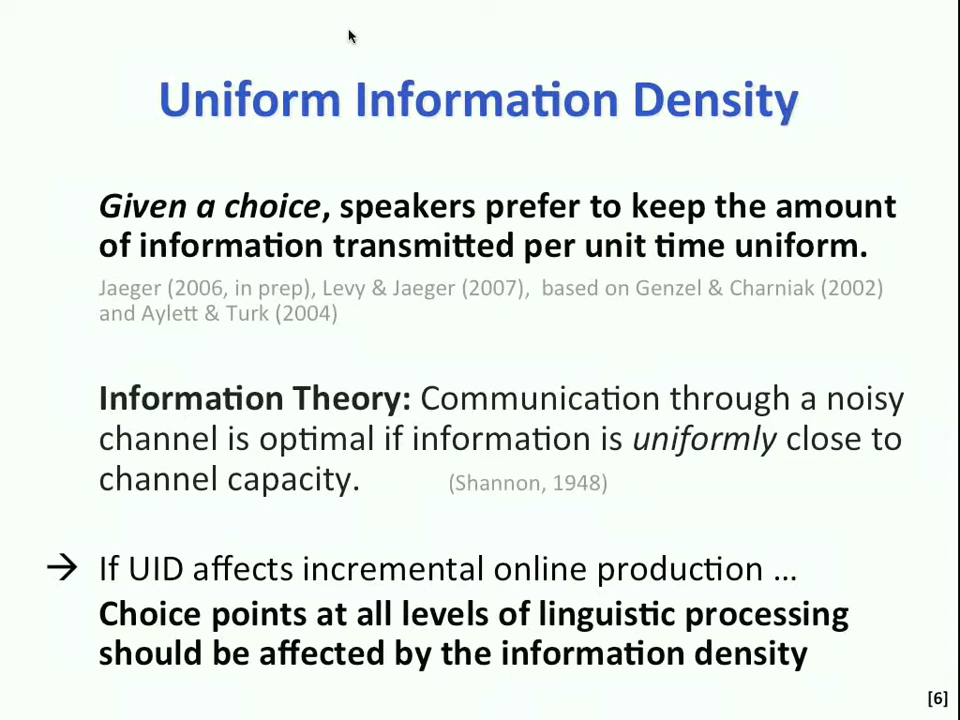 Uniform Information Density
Given a choice, speakers prefer to keep the amount
of information transmitted per unit time uniform.
Jaeger (2006, in prep), Levy & Jaeger (2007), based on Genzel & Charniak (2002)
and Aylett & Turk (2004)
Information Theory: Communication through a noisy
channel is optimal if information is uniformly close to
channel capacity. (Shannon, 1948)
→ If UID affects incremental online production …
Choice points at all levels of linguistic processing
should be affected by the information density
[6]